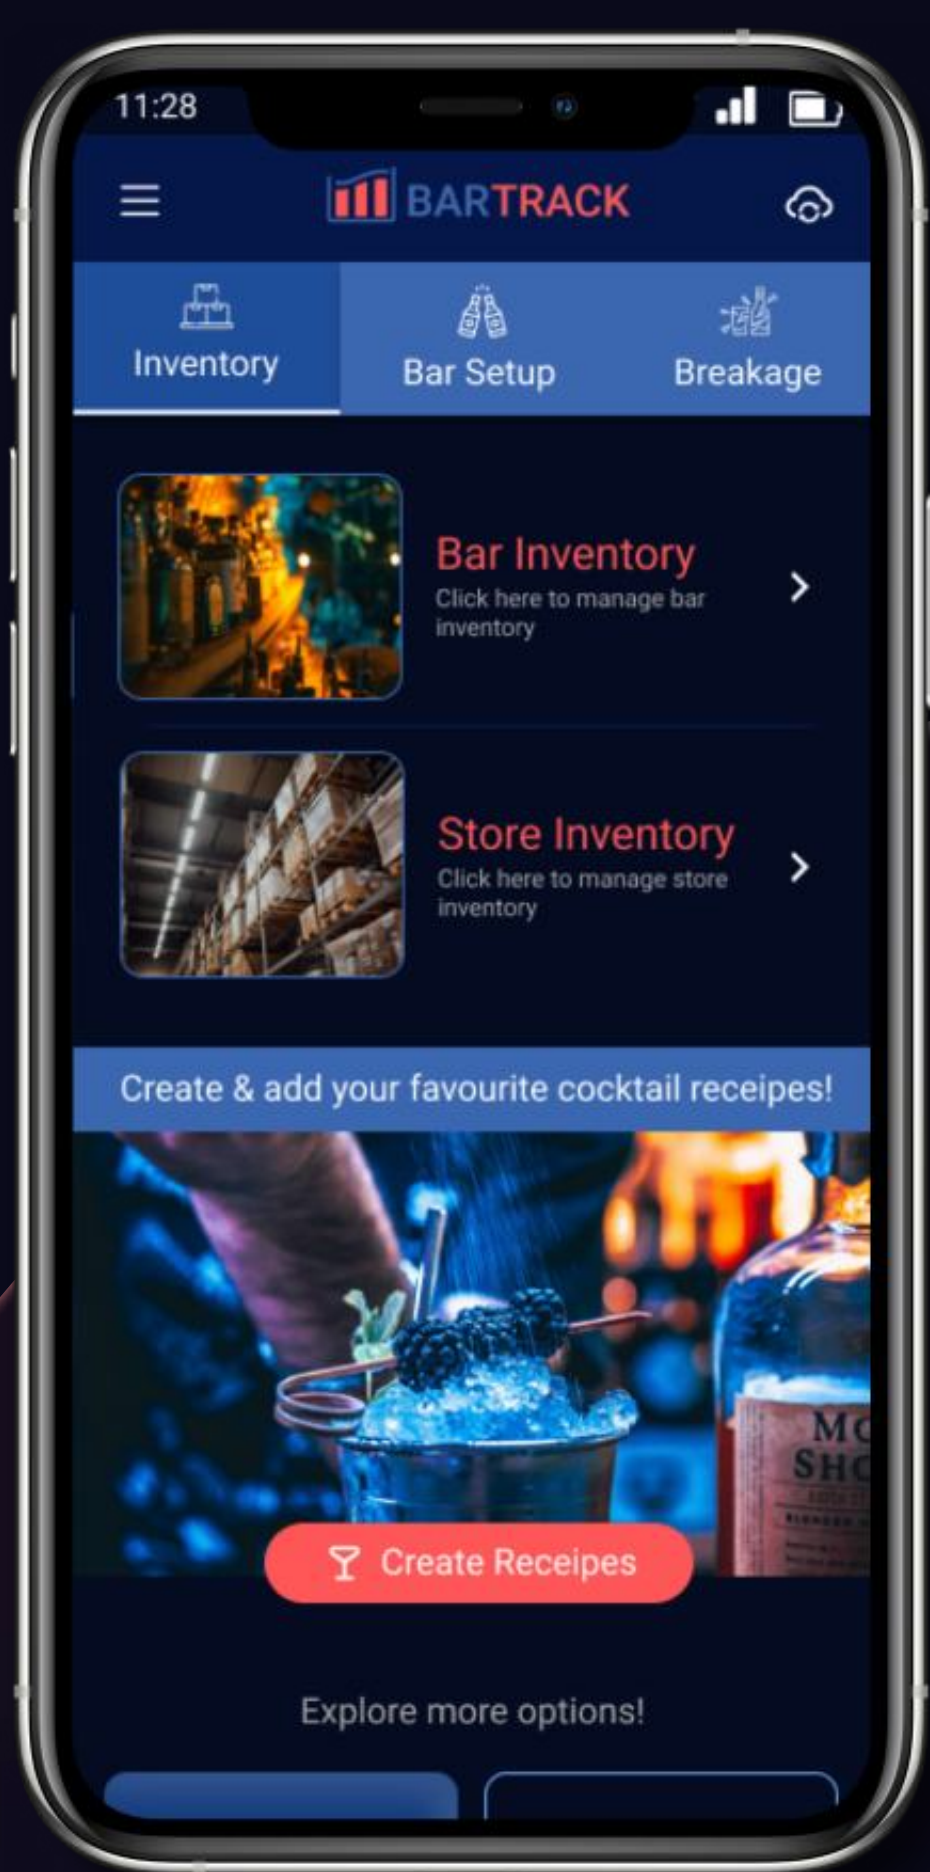 11:28
BARTRACK
Inventory
Bar Setup
Breakage
Bar Inventory
Click here to manage bar
inventory
Store Inventory
Click here to manage store
inventory
Create & add your favourite cocktail receipes!
Create Receipes
Explore more options!